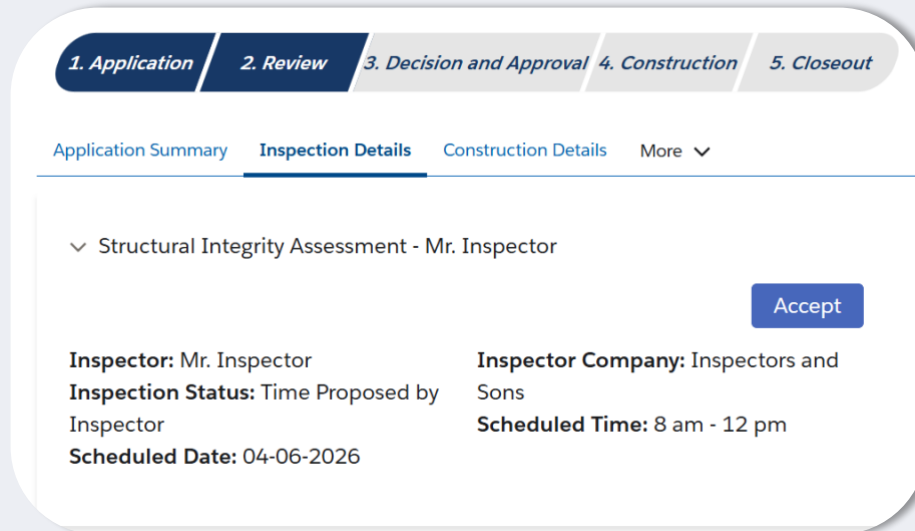 1. Application
2. Review
3. Decision and Approval
4. Construction
5. Closeout
Application Summary
Inspection Details
Construction Details
More
Structural Integrity Assessment - Mr. Inspector
Accept
Inspector: Mr. Inspector
Inspection Status: Time Proposed by
Inspector
Scheduled Date: 04-06-2026
Inspector Company: Inspectors and
Sons
Scheduled Time: 8 am - 12 pm